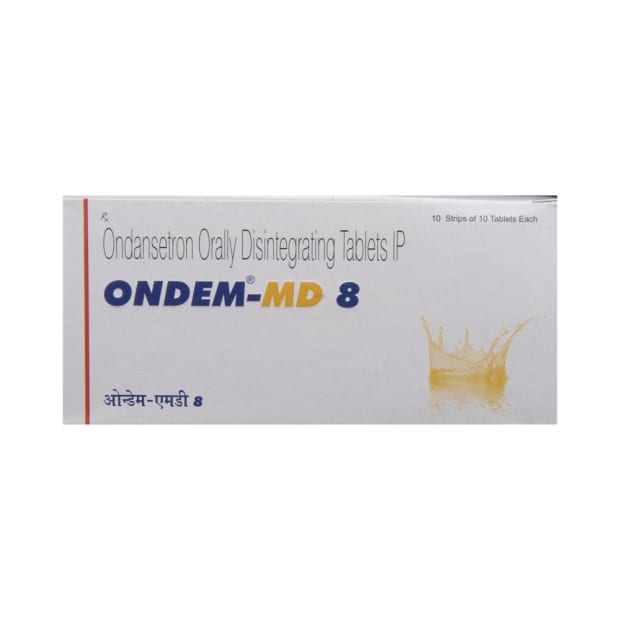 Rx
10 Strips of 10 Tablets Each
Ondansetron Orally Disintegrating Tablets IP
ONDEM®-MD 8
ओन्डेम-एमडी 8